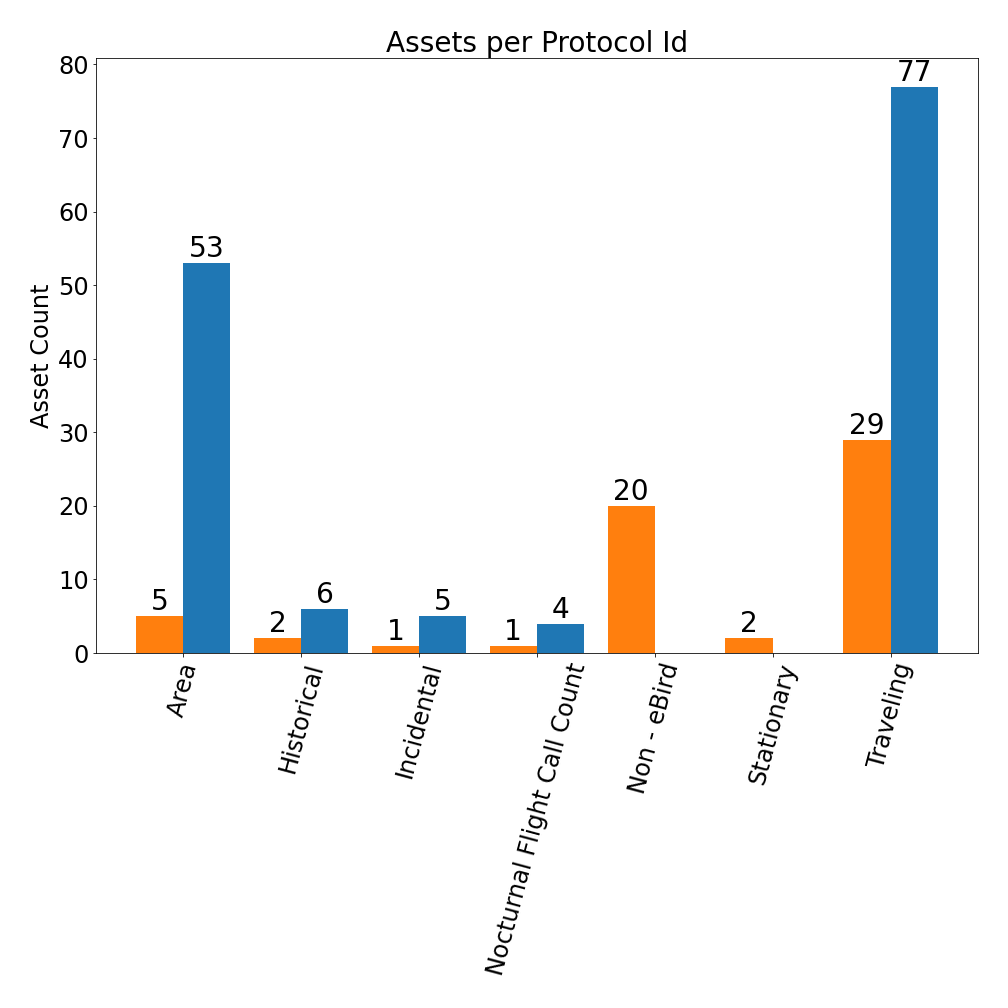 Assets per Protocol Id
Asset Count
80
70
60
50
40
30
20
10
0
5
53
2
6
1
5
1
4
20
2
29
77
Area
Historical
Incidental
Nocturnal Flight Call Count
Non - eBird
Stationary
Traveling